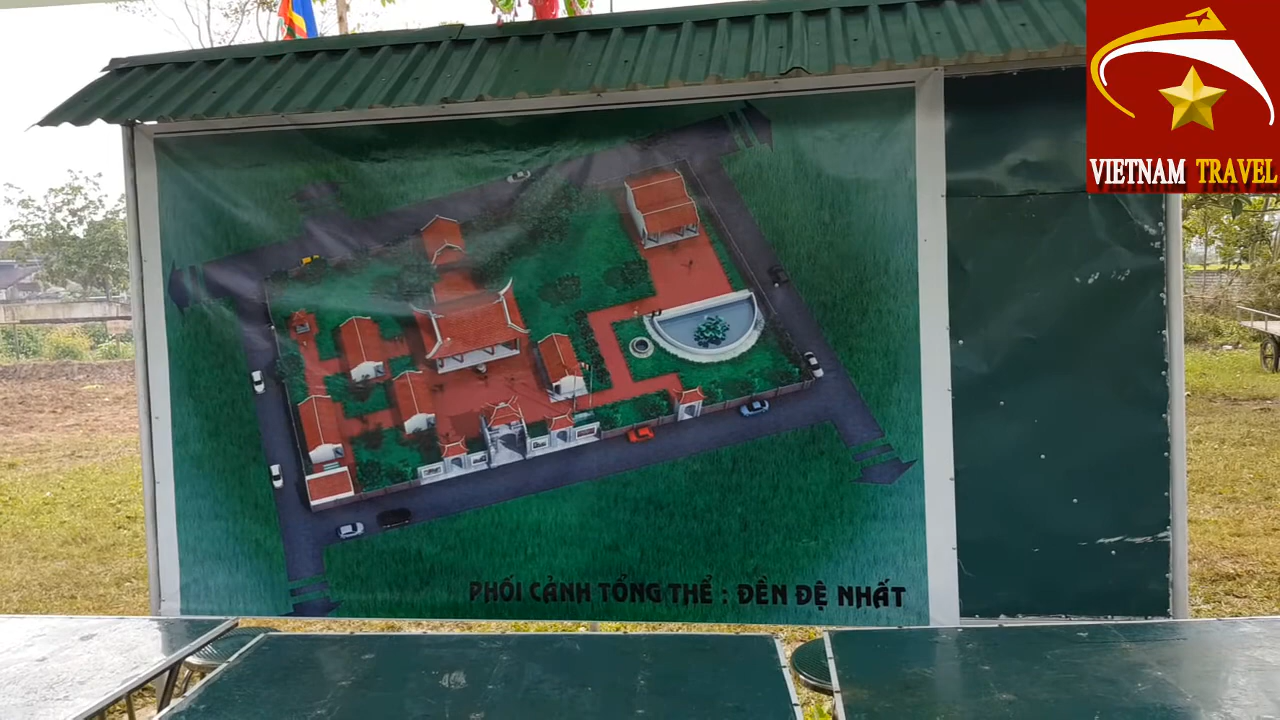 VIETNAM TRAVEL
PHỐI CẢNH TỔNG THỂ : ĐỀN ĐỆ NHẤT